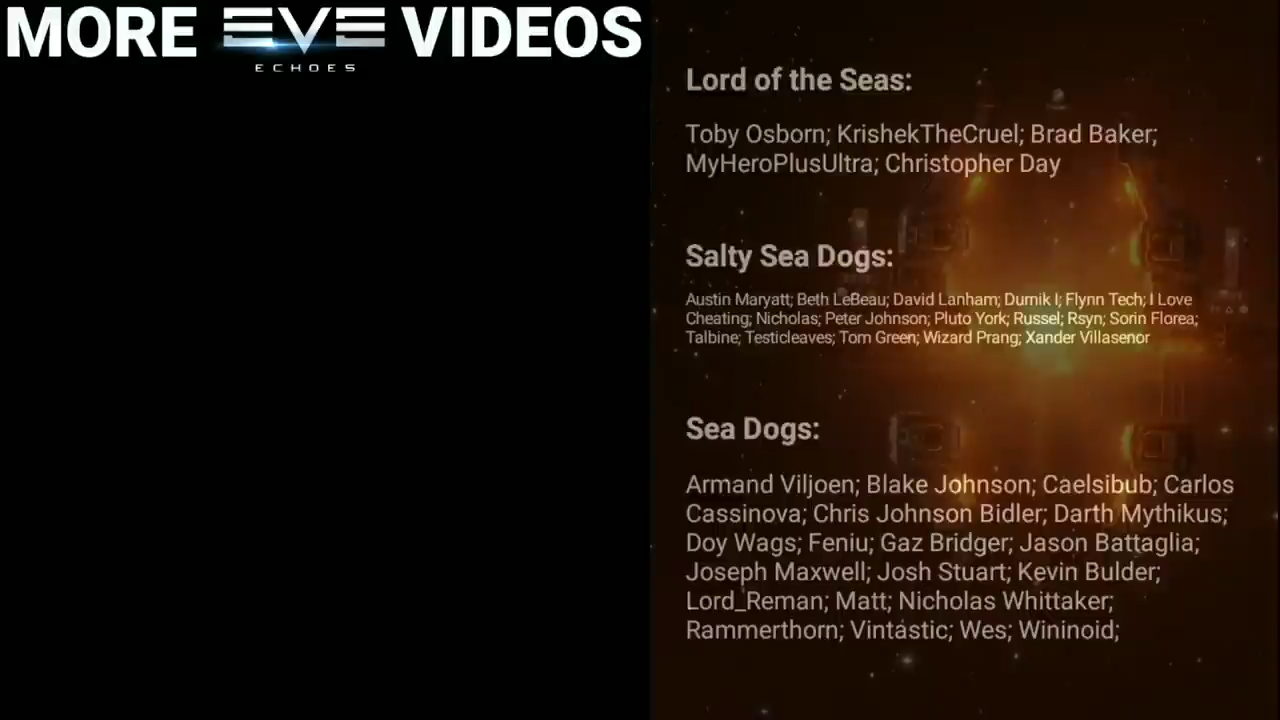 MORE EVE VIDEOS
ECHOES
Lord of the Seas:
Toby Osborn; KrishekTheCruel; Brad Baker;
MyHeroPlusUltra; Christopher Day
Salty Sea Dogs:
Austin Maryatt; Beth LeBeau; David Lanham; Durnik I; Flynn Tech; I Love
Cheating; Nicholas; Peter Johnson; Pluto York; Russel; Rsyn; Sorin Florea;
Talbine; Testicleaves; Tom Green; Wizard Prang; Xander Villasenor
Sea Dogs:
Armand Viljoen; Blake Johnson; Caelsibub; Carlos
Cassinova; Chris Johnson Bidler; Darth Mythikus;
Doy Wags; Feniu; Gaz Bridger; Jason Battaglia;
Joseph Maxwell; Josh Stuart; Kevin Bulder;
Lord_Reman; Matt; Nicholas Whittaker;
Rammerthorn; Vintastic; Wes; Wininoid;